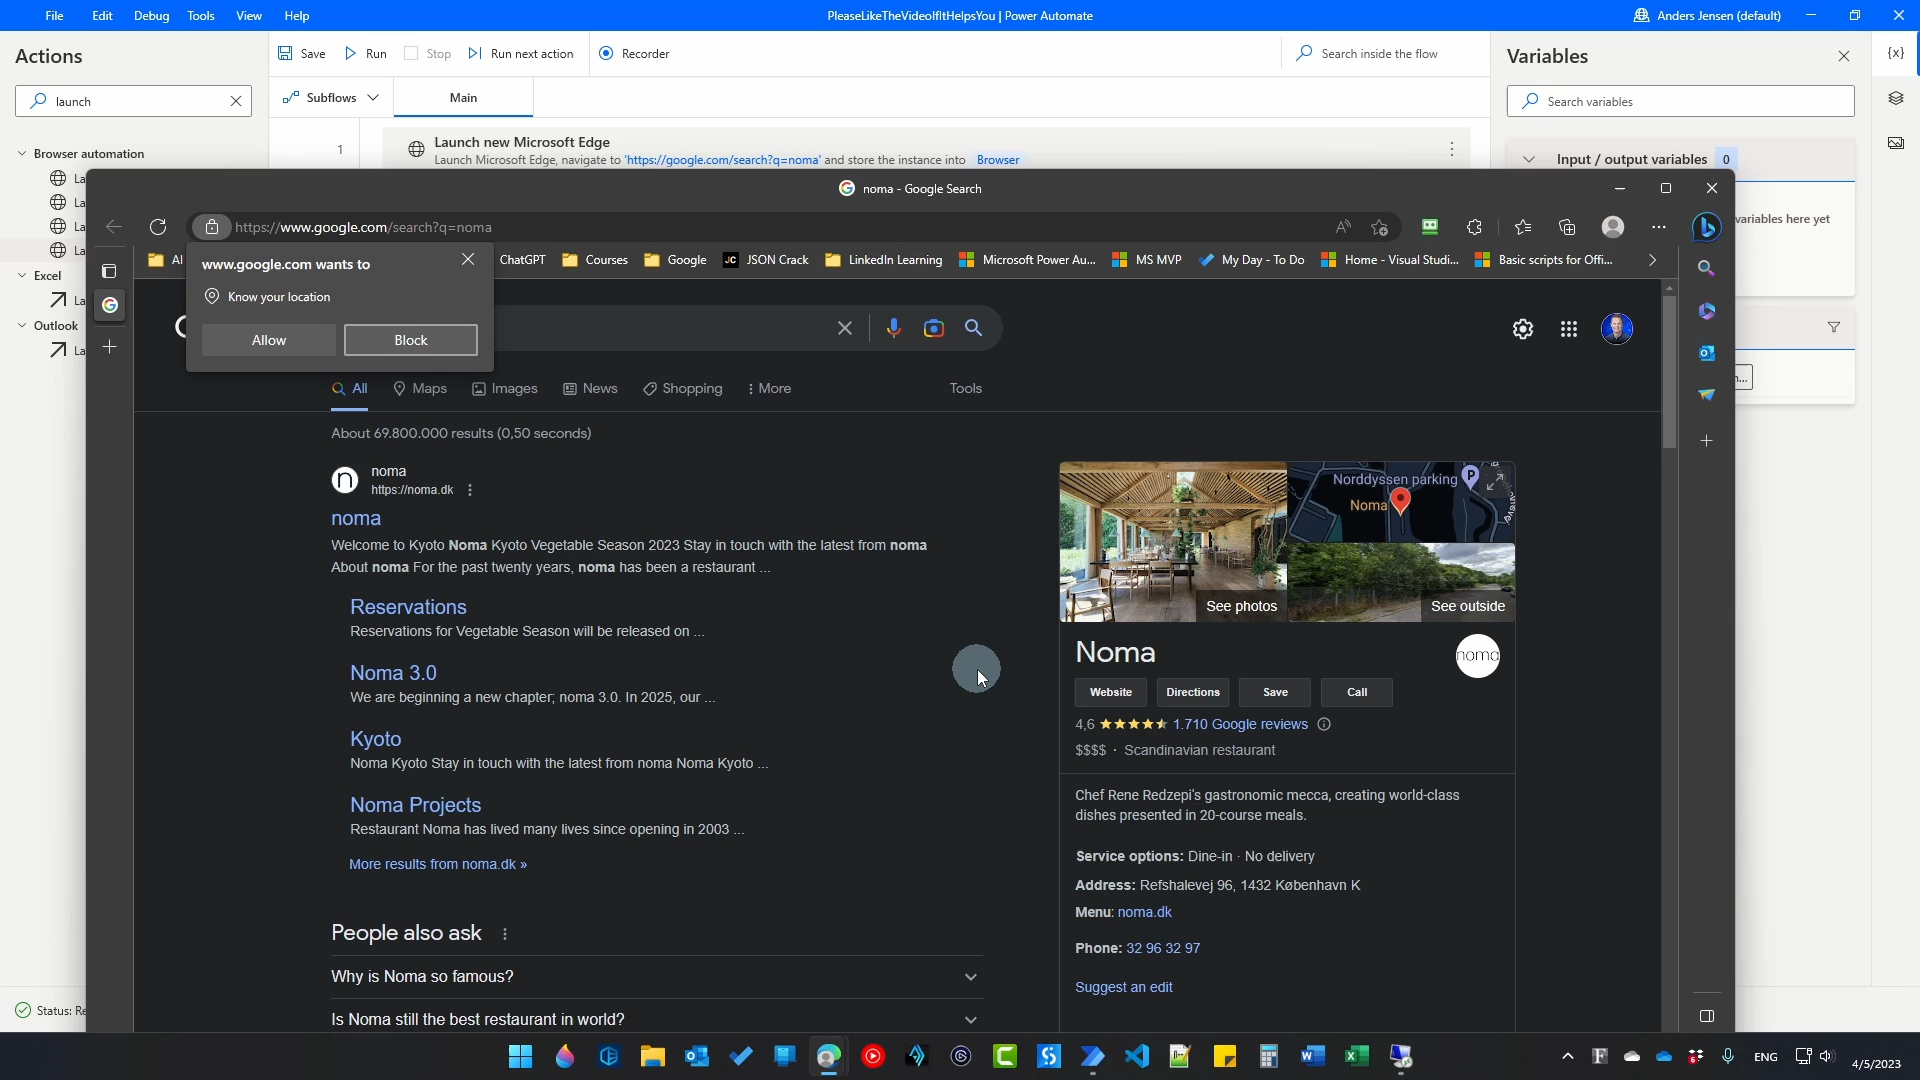 File Edit Debug Tools View Help
PleaseLikeTheVideoIfItHelpsYou | Power Automate
Anders Jensen (default)
Actions
Save Run Stop Run next action Recorder
Search inside the flow
Variables
{x}
launch
Subflows Main
Search variables
Browser automation
1
Launch new Microsoft Edge
Launch Microsoft Edge, navigate to 'https://google.com/search?q=noma' and store the instance into Browser
Input / output variables 0
La
La
La
La
variables here yet
Excel
La
Outlook
La
Status: Re
noma - Google Search
https://www.google.com/search?q=noma
AI
ChatGPT
Courses
Google
JC JSON Crack
LinkedIn Learning
Microsoft Power Au...
MS MVP
My Day - To Do
Home - Visual Studi...
Basic scripts for Offi...
www.google.com wants to
Know your location
Allow Block
All Maps Images News Shopping More Tools
About 69.800.000 results (0,50 seconds)
n
noma
https://noma.dk
noma
Welcome to Kyoto Noma Kyoto Vegetable Season 2023 Stay in touch with the latest from noma
About noma For the past twenty years, noma has been a restaurant ...
Reservations
Reservations for Vegetable Season will be released on ...
Noma 3.0
We are beginning a new chapter; noma 3.0. In 2025, our ...
Kyoto
Noma Kyoto Stay in touch with the latest from noma Noma Kyoto ...
Noma Projects
Restaurant Noma has lived many lives since opening in 2003 ...
More results from noma.dk »
People also ask
Why is Noma so famous?
Is Noma still the best restaurant in world?
Norddyssen parking P
Noma
See photos
See outside
Noma
noma
Website Directions Save Call
4,6 1.710 Google reviews
$$$$ · Scandinavian restaurant
Chef Rene Redzepi's gastronomic mecca, creating world-class
dishes presented in 20-course meals.
Service options: Dine-in · No delivery
Address: Refshalevej 96, 1432 København K
Menu: noma.dk
Phone: 32 96 32 97
Suggest an edit
ENG
4/5/2023